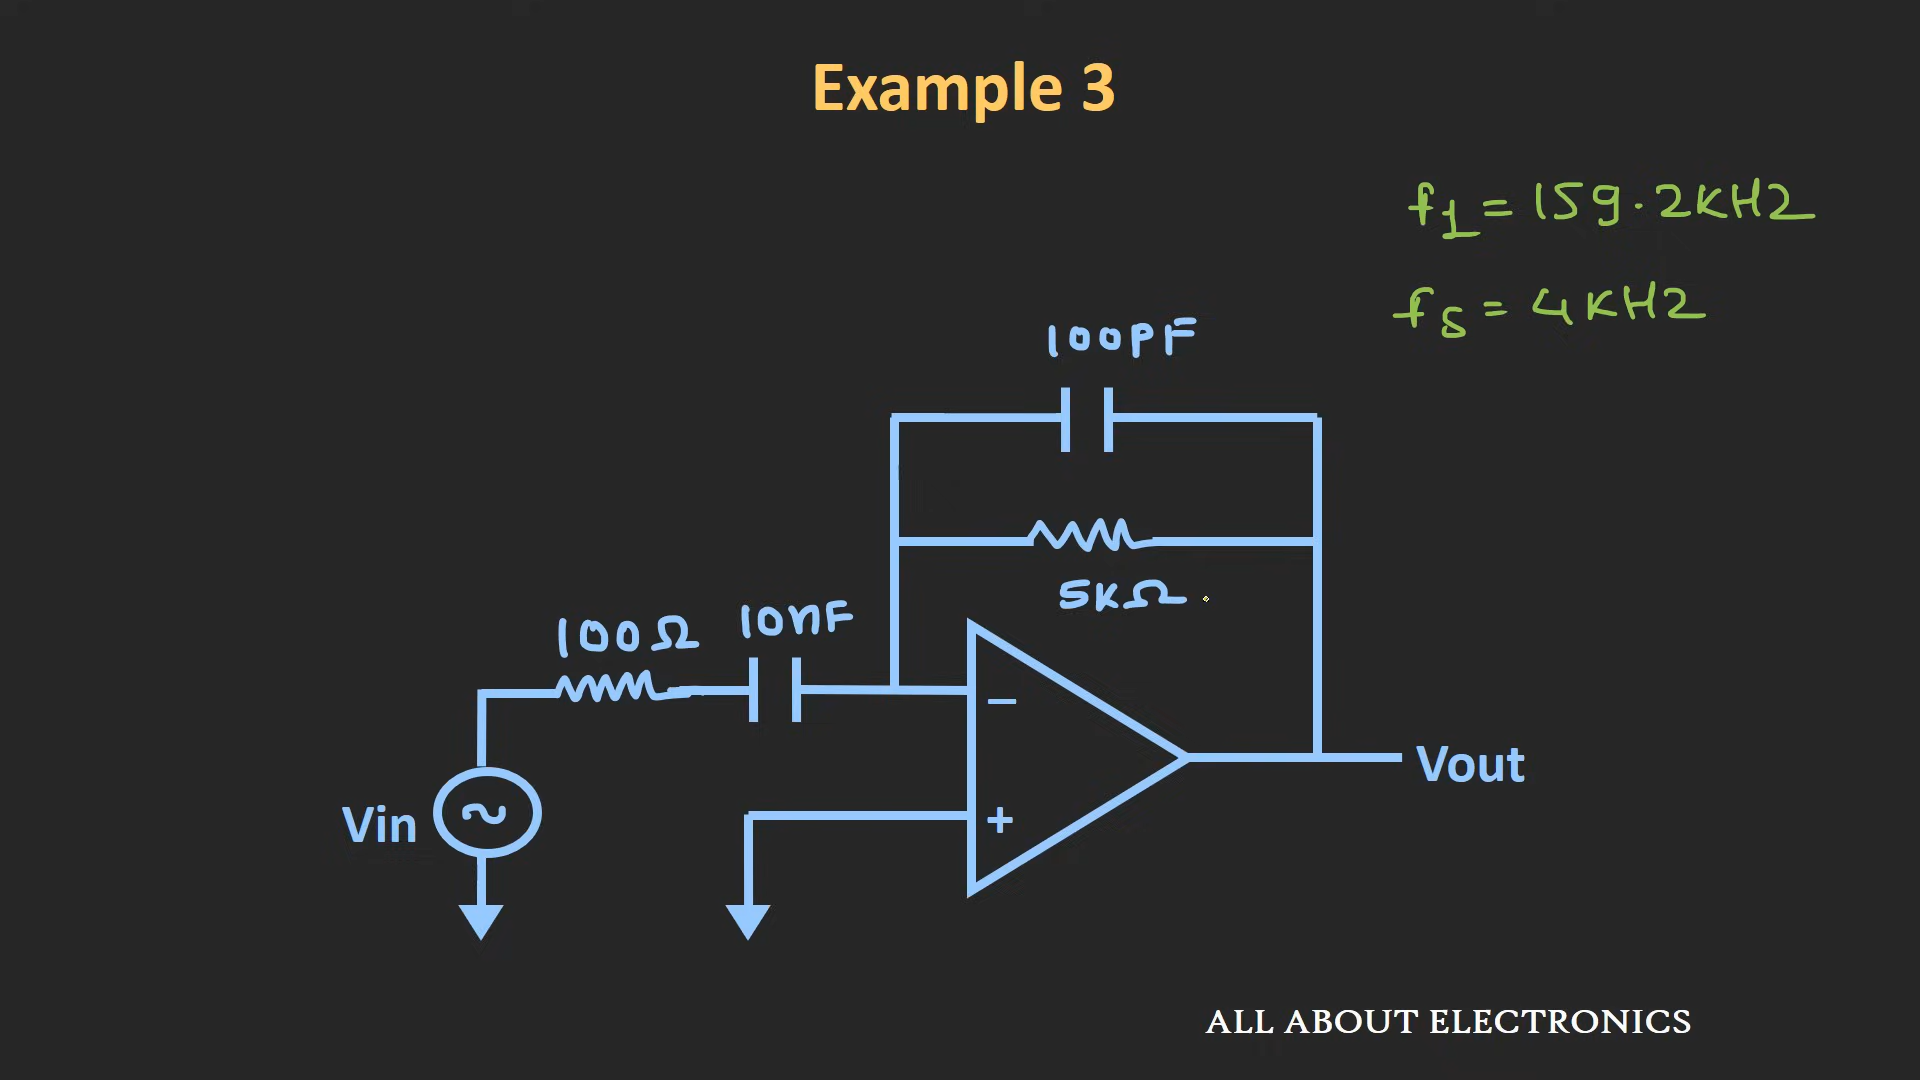 Example 3
f1 = 159.2KHz
fs = 4KHz
100pF
5KΩ
100Ω
10nF
−
+
Vin
Vout
ALL ABOUT ELECTRONICS